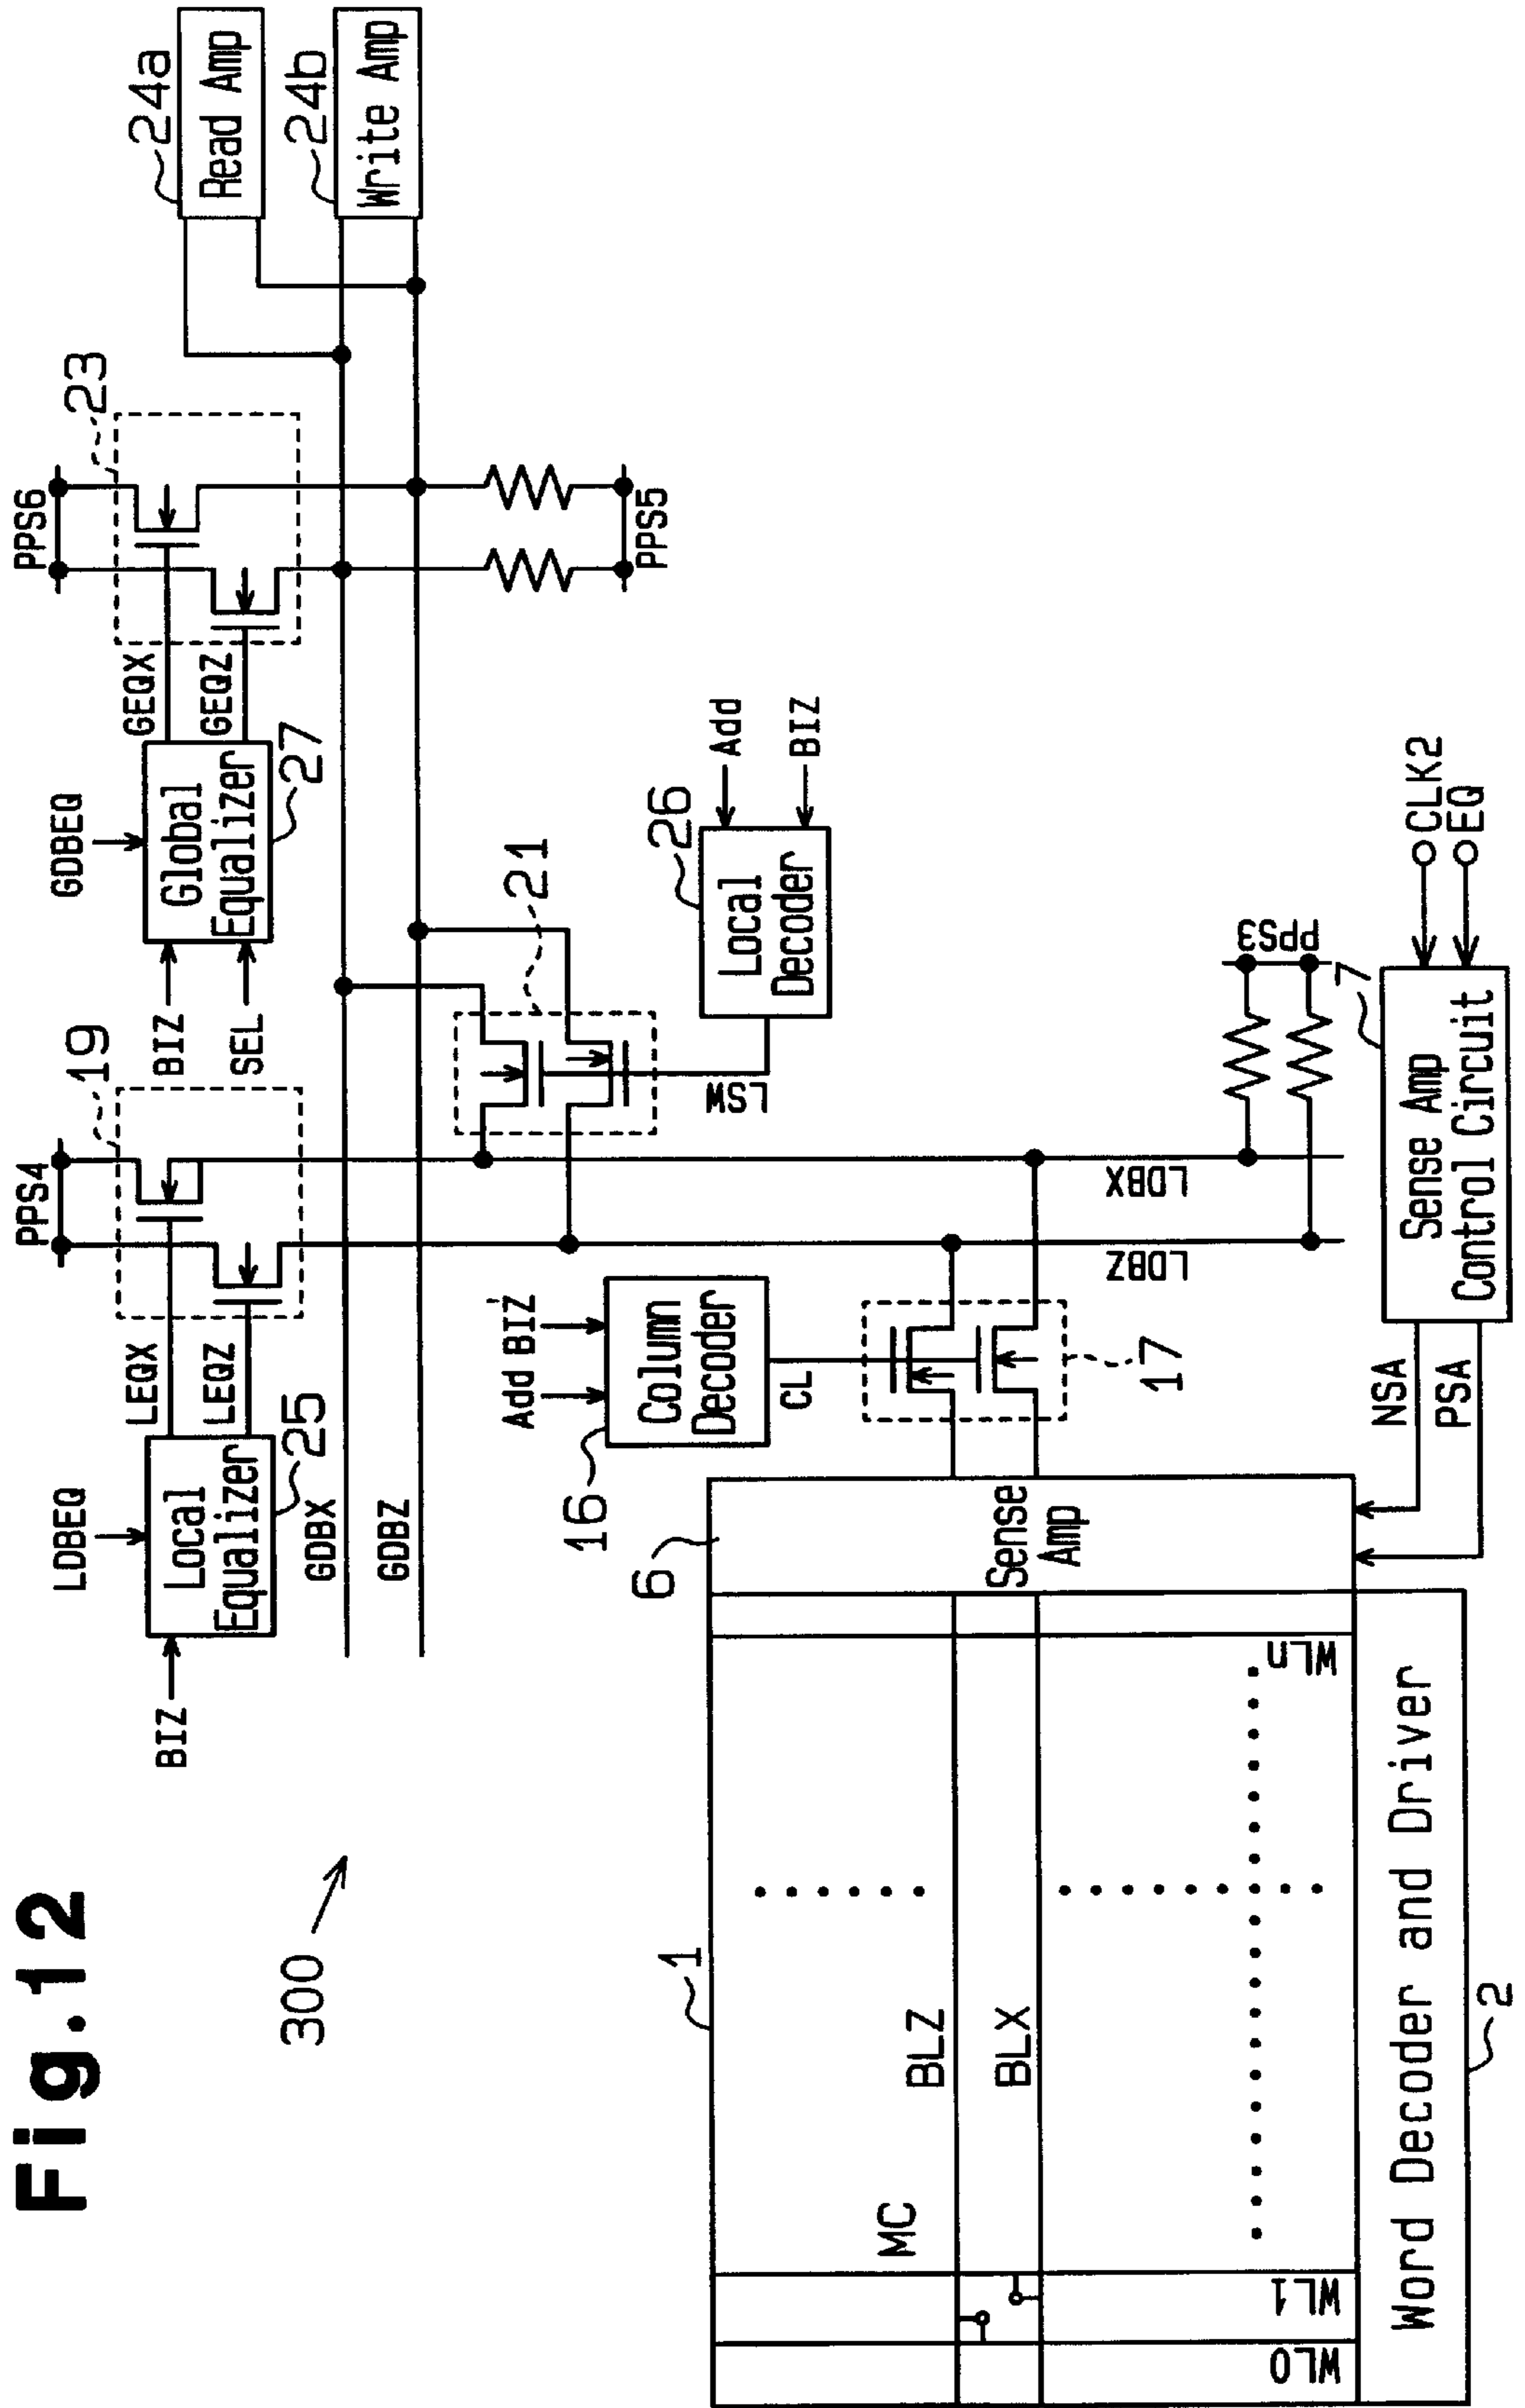 Fig.12
300
PPS4
19
LDBEQ
LEQX
LEQZ
Local
Equalizer
25
BIZ
PPS6
23
GDBEQ
GEQX
GEQZ
Global
Equalizer
27
BIZ
SEL
24a
Read Amp
24b
Write Amp
PPS5
GDBX
GDBZ
21
LSW
26
Local
Decoder
Add
BIZ
Add BIZ
16
Column
Decoder
CL
17
LDBX
LDBZ
PPS3
1
MC
BLZ
BLX
6
Sense
Amp
WL0
WL1
WLn
Word Decoder and Driver
2
NSA
PSA
7
Sense Amp
Control Circuit
CLK2
EQ